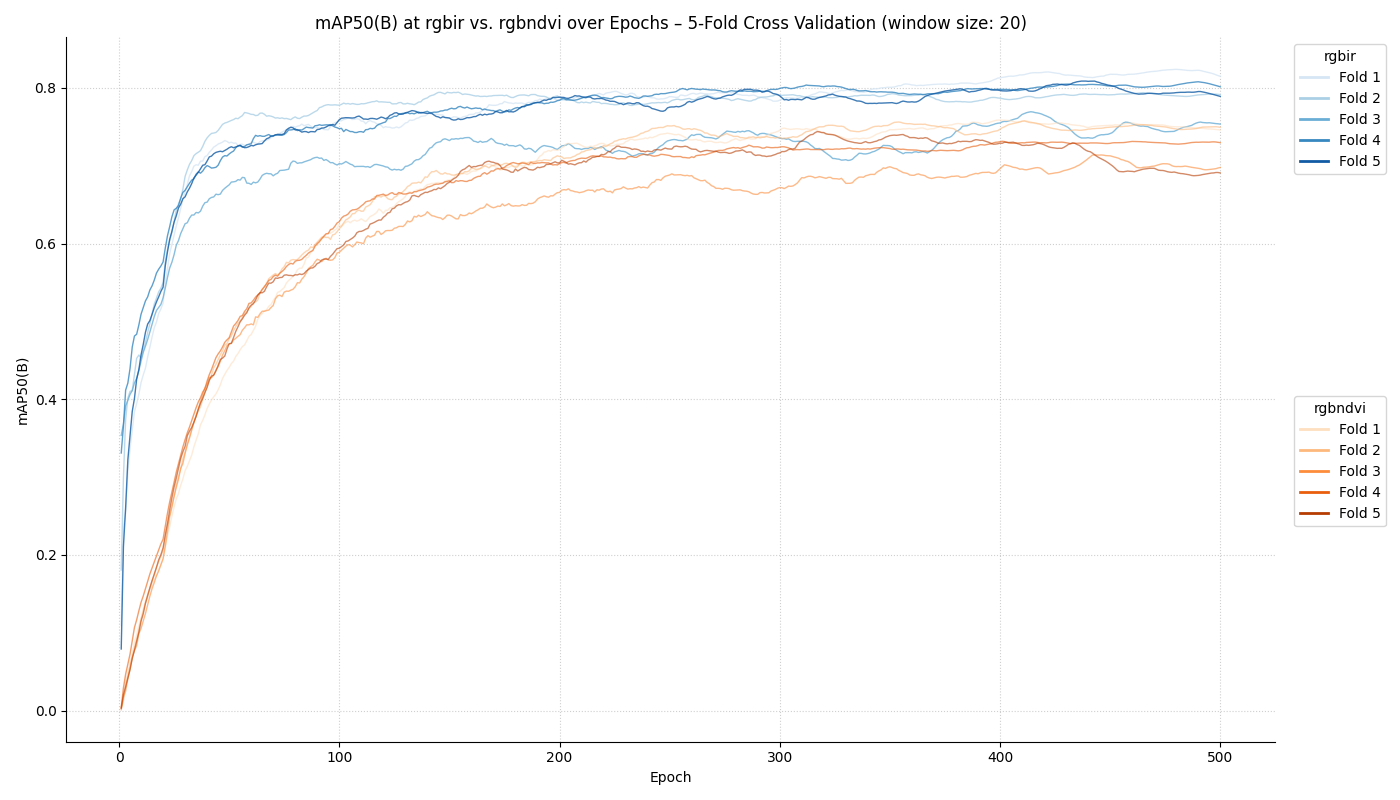 mAP50(B) at rgbir vs. rgbndvi over Epochs – 5-Fold Cross Validation (window size: 20)
rgbir
Fold 1
Fold 2
Fold 3
Fold 4
Fold 5
rgbndvi
Fold 1
Fold 2
Fold 3
Fold 4
Fold 5
mAP50(B)
0.8
0.6
0.4
0.2
0.0
0 100 200 300 400 500
Epoch